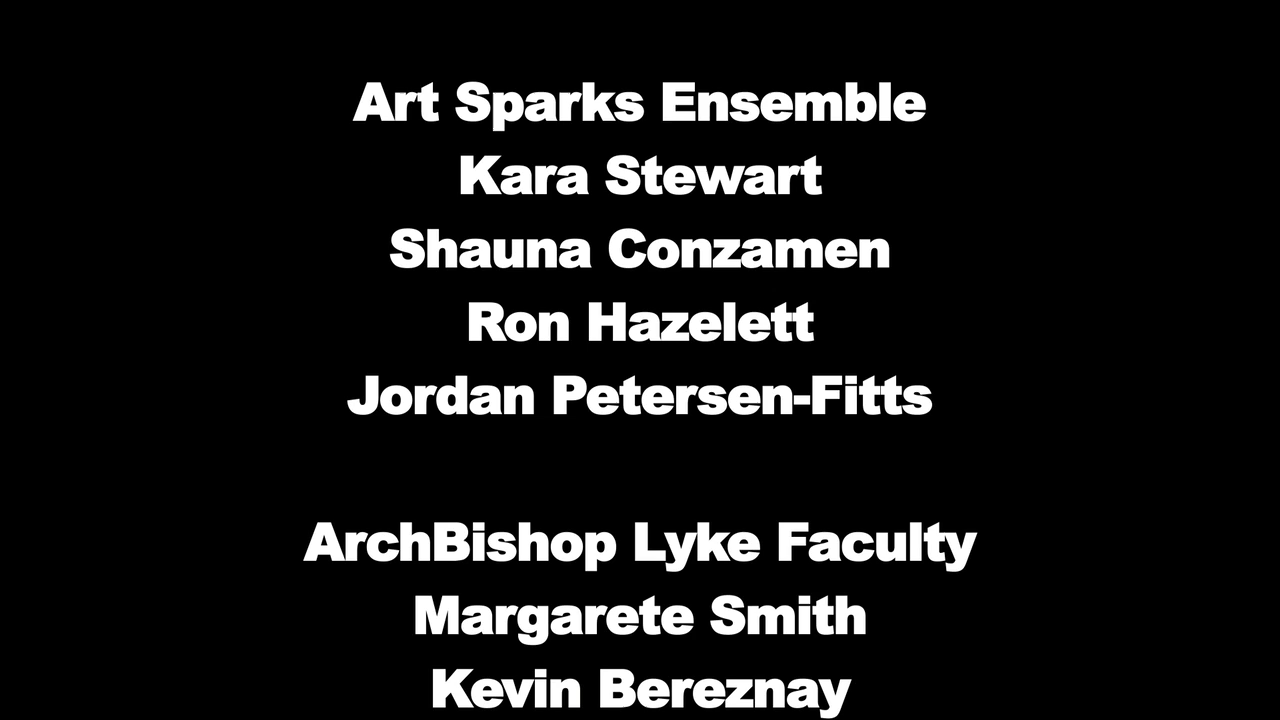 Art Sparks Ensemble
Kara Stewart
Shauna Conzamen
Ron Hazelett
Jordan Petersen-Fitts
ArchBishop Lyke Faculty
Margarete Smith
Kevin Bereznay